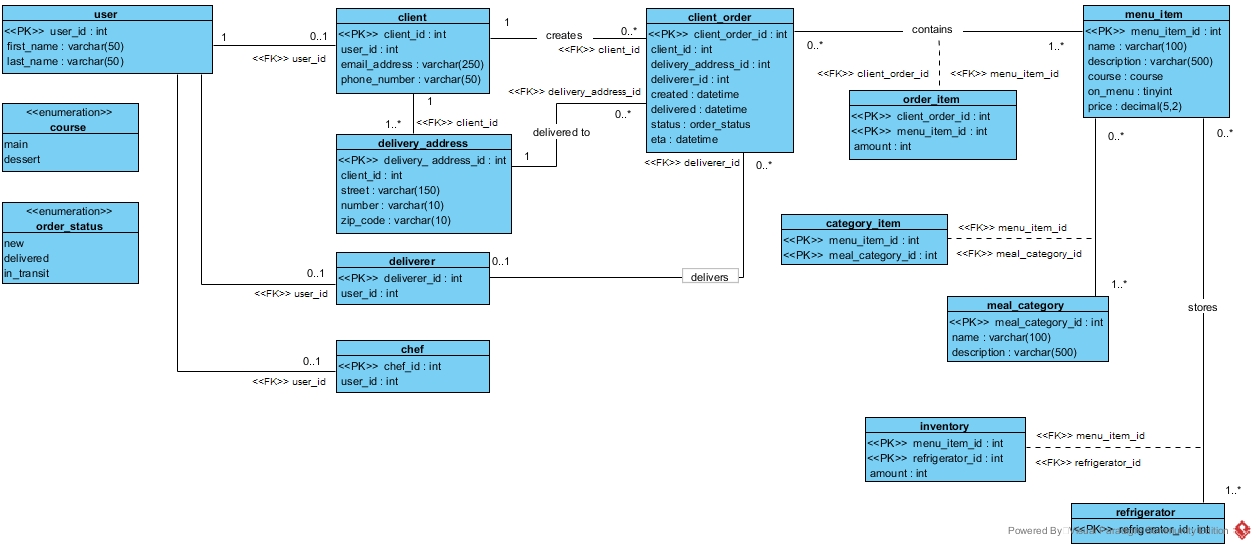 user
<<PK>> user_id : int
first_name : varchar(50)
last_name : varchar(50)
1
0..1
<<FK>> user_id
client
<<PK>> client_id : int
user_id : int
email_address : varchar(250)
phone_number : varchar(50)
1
creates
0..*
<<FK>> client_id
client_order
<<PK>> client_order_id : int
client_id : int
delivery_address_id : int
deliverer_id : int
created : datetime
delivered : datetime
status : order_status
eta : datetime
0..*
contains
1..*
<<FK>> client_order_id
<<FK>> menu_item_id
menu_item
<<PK>> menu_item_id : int
name : varchar(100)
description : varchar(500)
course : course
on_menu : tinyint
price : decimal(5,2)
order_item
<<PK>> client_order_id : int
<<PK>> menu_item_id : int
amount : int
<<enumeration>>
course
main
dessert
1
<<FK>> client_id
1..*
<<FK>> delivery_address_id
0..*
delivered to
1
delivery_address
<<PK>> delivery_ address_id : int
client_id : int
street : varchar(150)
number : varchar(10)
zip_code : varchar(10)
<<FK>> deliverer_id
0..*
0..*
0..*
<<enumeration>>
order_status
new
delivered
in_transit
category_item
<<PK>> menu_item_id : int
<<PK>> meal_category_id : int
<<FK>> menu_item_id
<<FK>> meal_category_id
0..1
<<FK>> user_id
deliverer
<<PK>> deliverer_id : int
user_id : int
0..1
delivers
1..*
meal_category
<<PK>> meal_category_id : int
name : varchar(100)
description : varchar(500)
stores
0..1
<<FK>> user_id
chef
<<PK>> chef_id : int
user_id : int
inventory
<<PK>> menu_item_id : int
<<PK>> refrigerator_id : int
amount : int
<<FK>> menu_item_id
<<FK>> refrigerator_id
1..*
refrigerator
<<PK>> refrigerator_id : int
Powered By